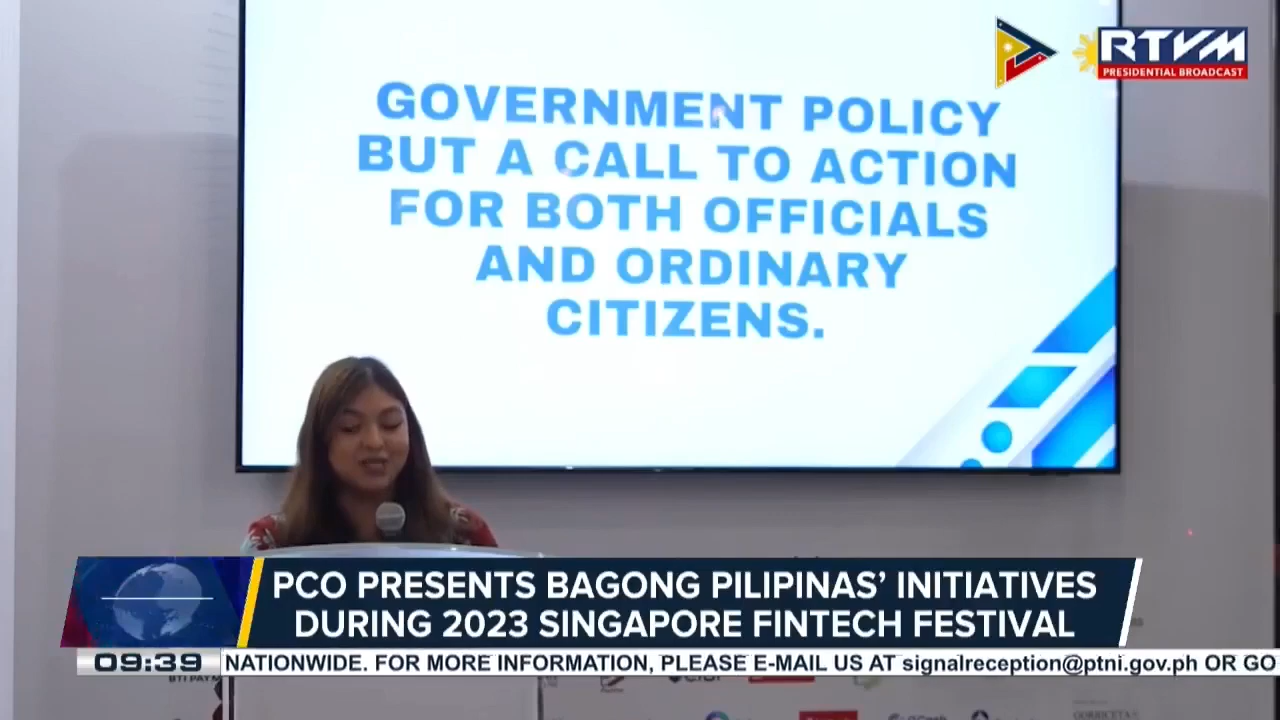 RTVM
PRESIDENTIAL BROADCAST
GOVERNMENT POLICY
BUT A CALL TO ACTION
FOR BOTH OFFICIALS
AND ORDINARY
CITIZENS.
PCO PRESENTS BAGONG PILIPINAS’ INITIATIVES
DURING 2023 SINGAPORE FINTECH FESTIVAL
09:39 NATIONWIDE. FOR MORE INFORMATION, PLEASE E-MAIL US AT signalreception@ptni.gov.ph OR GO